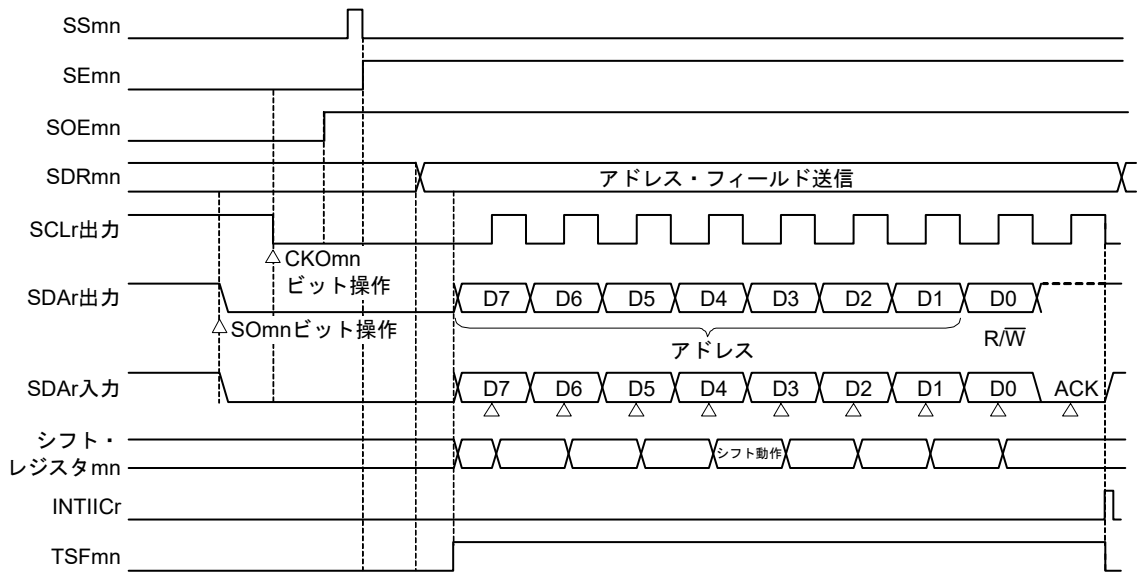 SSmn
SEmn
SOEmn
SDRmn
アドレス・フィールド送信
SCLr出力
CKOmn
ビット操作
SDAr出力
D7 D6 D5 D4 D3 D2 D1 D0
SOmnビット操作
アドレス
R/W
SDAr入力
D7 D6 D5 D4 D3 D2 D1 D0 ACK
シフト・
レジスタmn
シフト動作
INTIICr
TSFmn